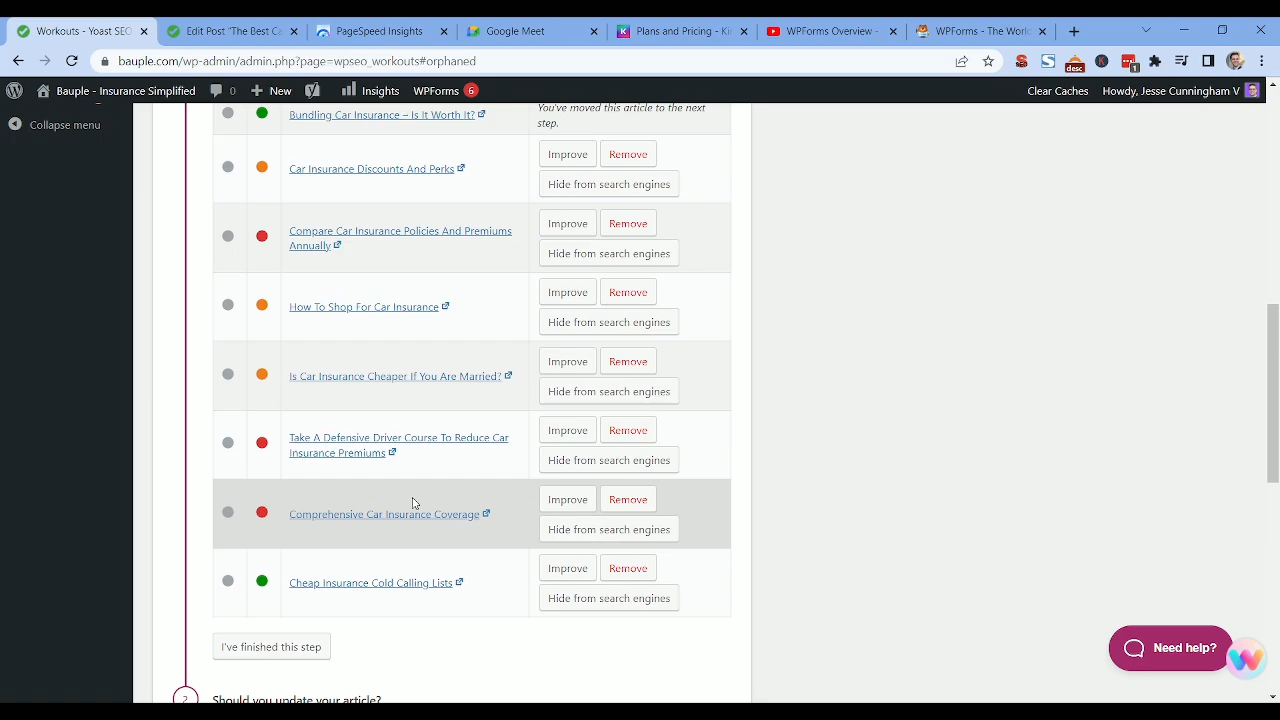 Workouts - Yoast SEO
Edit Post "The Best Ca
PageSpeed Insights
Google Meet
Plans and Pricing - Ki
WPForms Overview -
WPForms - The Worl
bauple.com/wp-admin/admin.php?page=wpseo_workouts#orphaned
desc
1
Bauple - Insurance Simplified
0
New
Insights
WPForms 6
Clear Caches
Howdy, Jesse Cunningham V
Collapse menu
You've moved this article to the next
step.
Bundling Car Insurance – Is It Worth It?
Car Insurance Discounts And Perks
Improve
Remove
Hide from search engines
Compare Car Insurance Policies And Premiums
Annually
Improve
Remove
Hide from search engines
How To Shop For Car Insurance
Improve
Remove
Hide from search engines
Is Car Insurance Cheaper If You Are Married?
Improve
Remove
Hide from search engines
Take A Defensive Driver Course To Reduce Car
Insurance Premiums
Improve
Remove
Hide from search engines
Comprehensive Car Insurance Coverage
Improve
Remove
Hide from search engines
Cheap Insurance Cold Calling Lists
Improve
Remove
Hide from search engines
I've finished this step
Need help?
2
Should you update your article?